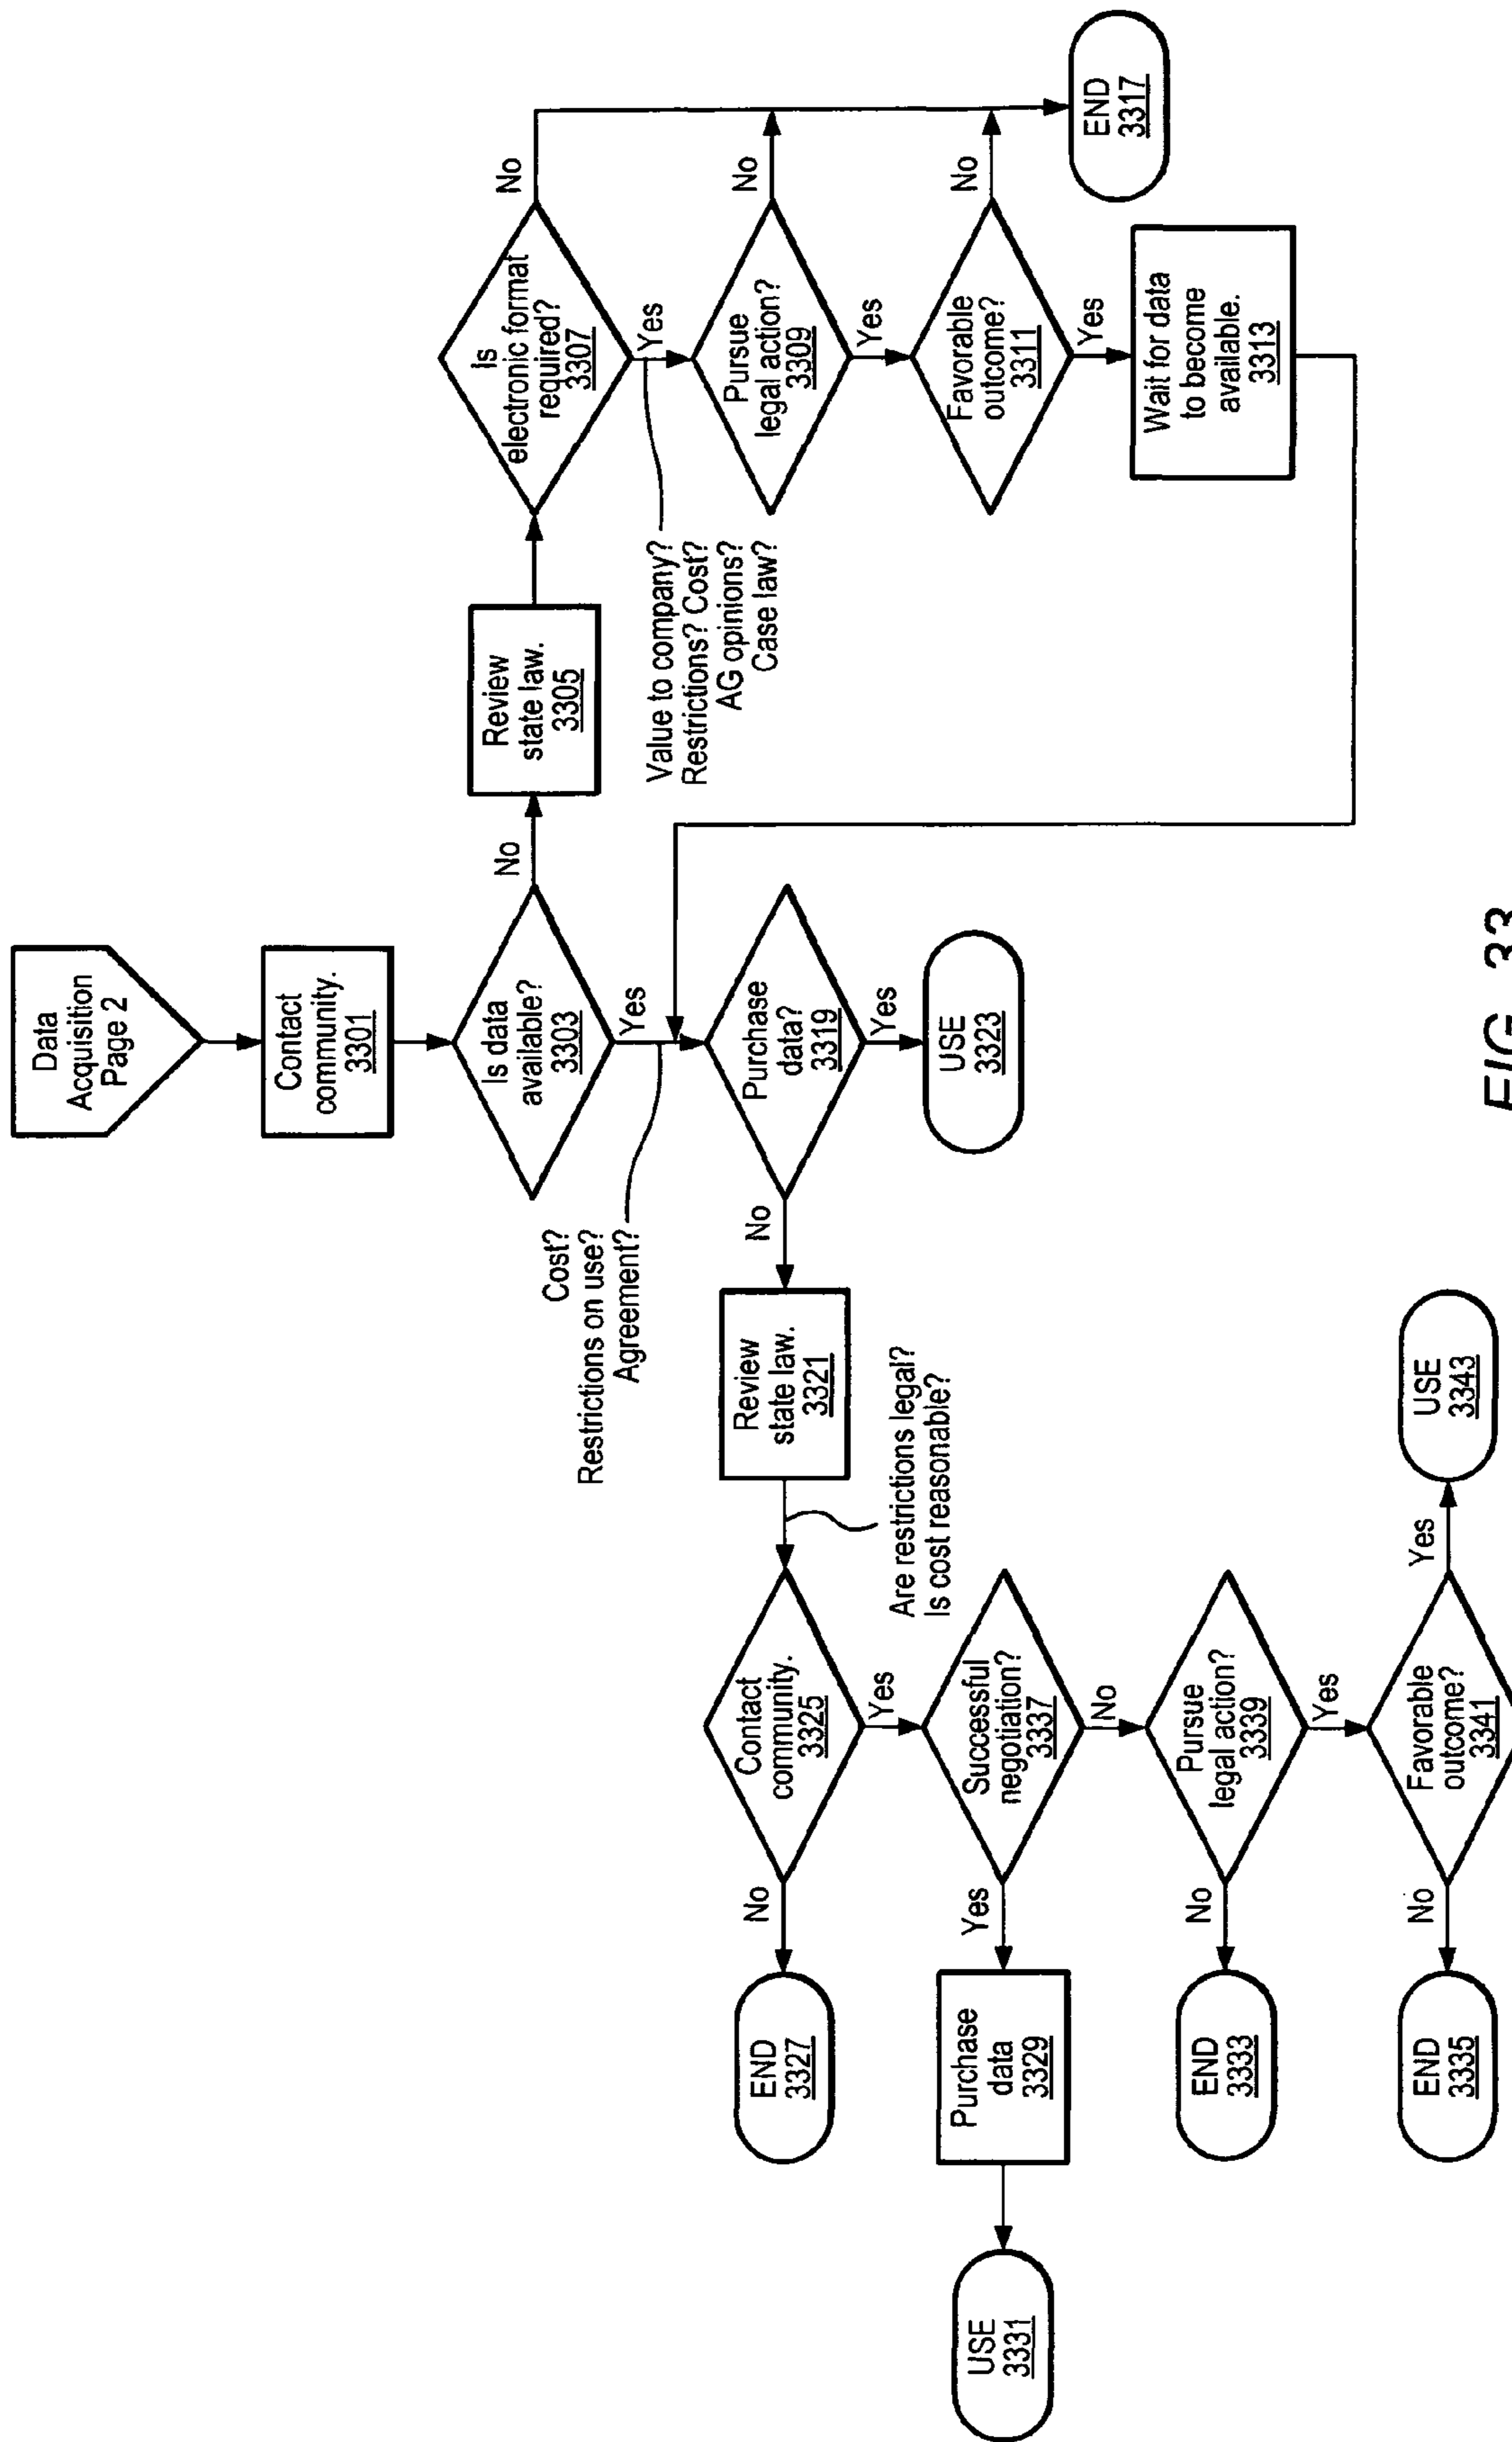 Data
Acquisition
Page 2
Contact
community.
3301
Is data
available?
3303
No
Yes
Review
state law.
3305
Is
electronic format
required?
3307
No
Yes
Value to company?
Restrictions? Cost?
AG opinions?
Case law?
Pursue
legal action?
3309
No
Yes
Favorable
outcome?
3311
No
Yes
Wait for data
to become
available.
3313
END
3317
Cost?
Restrictions on use?
Agreement?
Purchase
data?
3319
No
Yes
USE
3323
Review
state law.
3321
Are restrictions legal?
Is cost reasonable?
Contact
community.
3325
No
Yes
END
3327
Successful
negotiation?
3337
Yes
No
Purchase
data
3329
USE
3331
Pursue
legal action?
3339
No
Yes
END
3333
Favorable
outcome?
3341
No
Yes
END
3335
USE
3343
FIG. 33